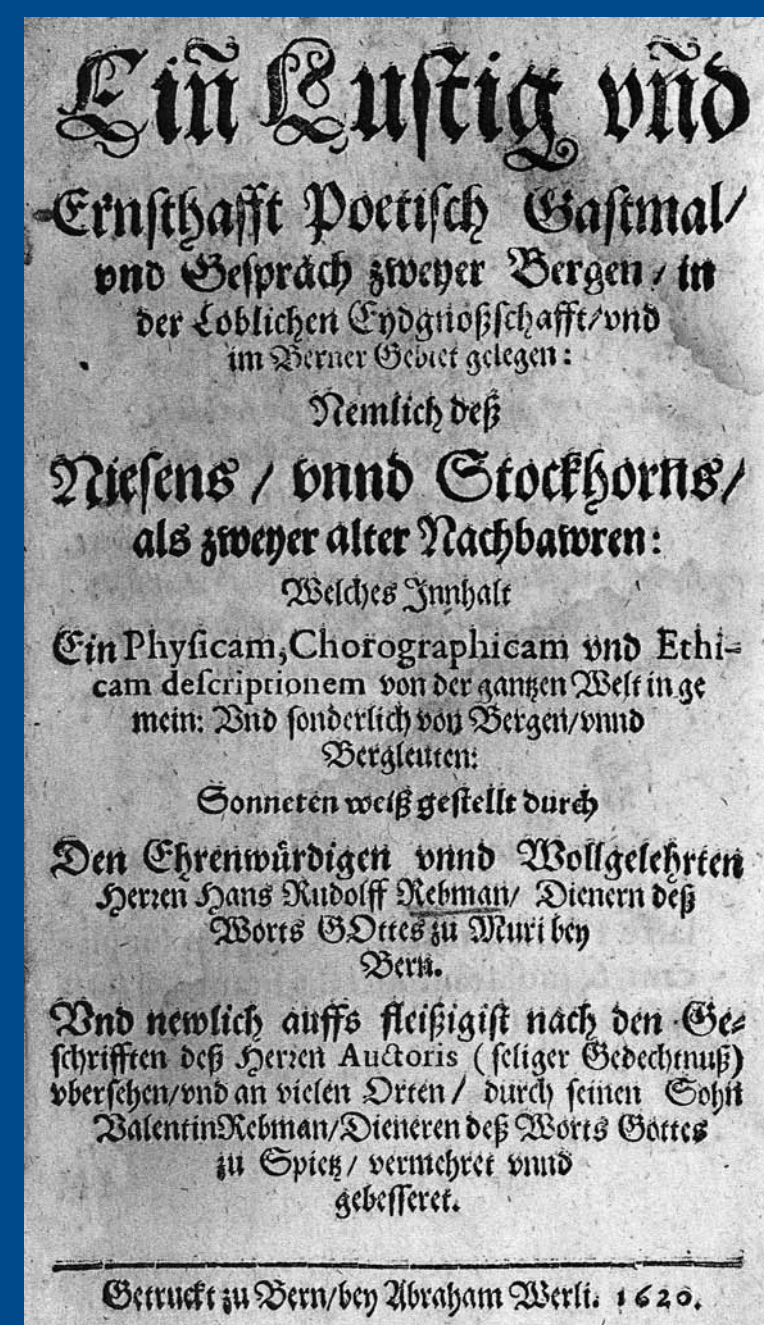 Ein̄ Lustig vn̄d
Ernsthafft Poetisch Gastmal/
vnd Gespräch zweyer Bergen/ in
der Loblichen Eydgnoßschafft/vnd
im Berner Gebiet gelegen:
Nemlich deß
Niesens / vnnd Stockhorns/
als zweyer alter Nachbawren:
Welches Innhalt
Ein Physicam, Chorographicam vnd Ethi-
cam descriptionem von der gantzen Welt in ge
mein: Vnd sonderlich von Bergen/vnnd
Bergleuten:
Sonneten weiß gestellt durch
Den Ehrenwürdigen vnnd Wollgelehrten
Herren Hans Rudolff Rebman/ Dienern deß
Worts GOttes zu Muri bey
Bern.
Vnd newlich auffs fleißigist nach den Ge-
schrifften deß Herren Auctoris (seliger Gedechtnuß)
vbersehen/vnd an vielen Orten/ durch seinen Sohn
Valentin Rebman/Dieneren deß Worts Gottes
zu Spietz/ vermehret vnnd
gebesseret.
Getruckt zu Bern/bey Abraham Werli. 1620.